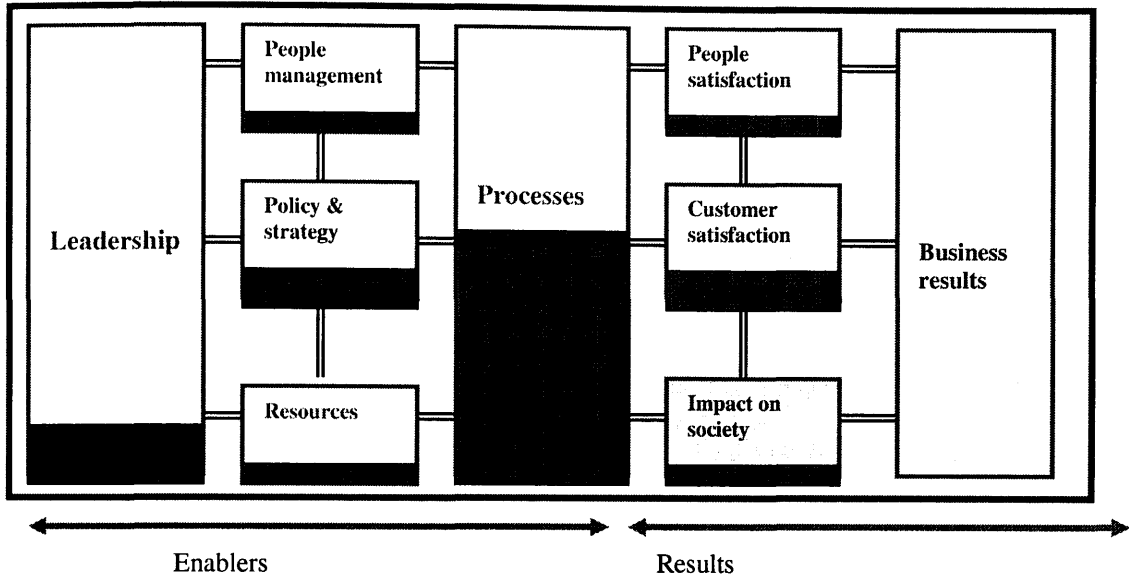 Leadership
People
management
Policy &
strategy
Resources
Processes
People
satisfaction
Customer
satisfaction
Impact on
society
Business
results
Enablers
Results